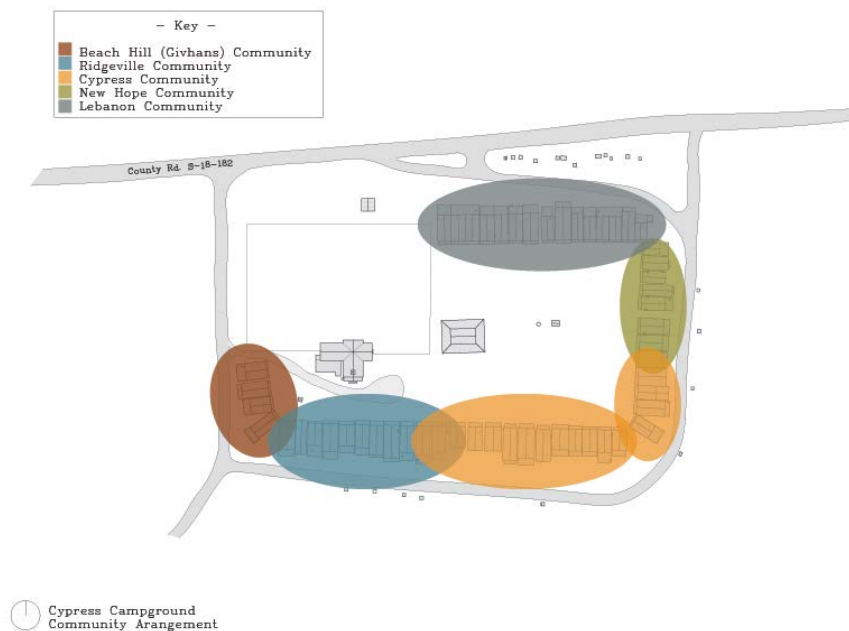 — Key —
Beach Hill (Givhans) Community
Ridgeville Community
Cypress Community
New Hope Community
Lebanon Community
County Rd. S-18-182
Cypress Campground
Community Arangement